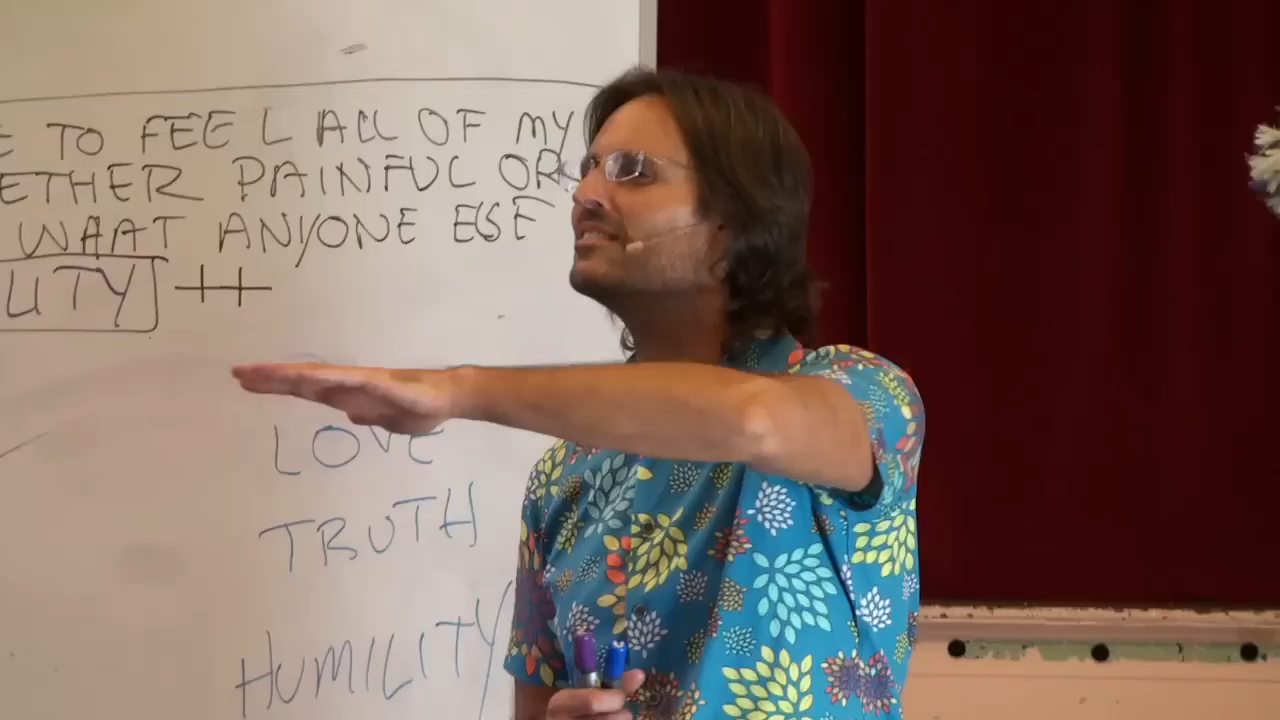 E TO FEEL ALL OF MY
ETHER PAINFUL OR
WHAT ANYONE ELSE
LITY ++
LOVE
TRUTH
HUMILITY